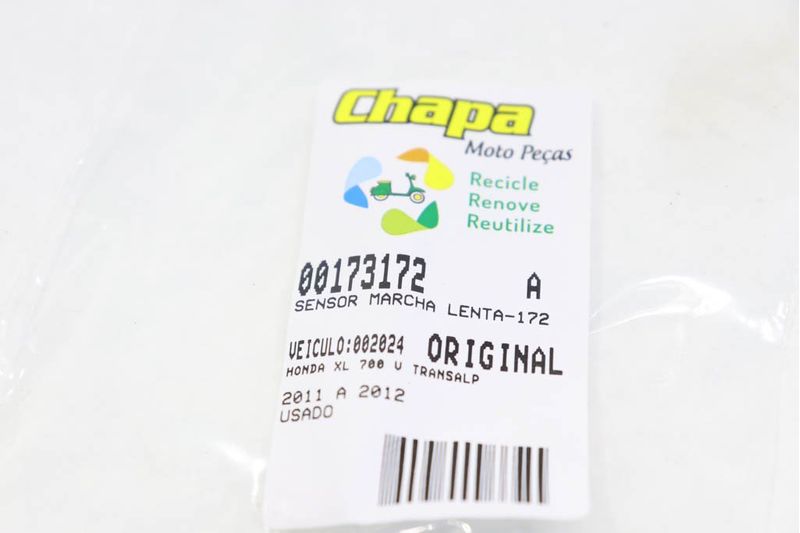 Chapa
Moto Peças
Recicle
Renove
Reutilize
00173172 A
SENSOR MARCHA LENTA-172
VEICULO:002024 ORIGINAL
HONDA XL 700 V TRANSALP
2011 A 2012
USADO